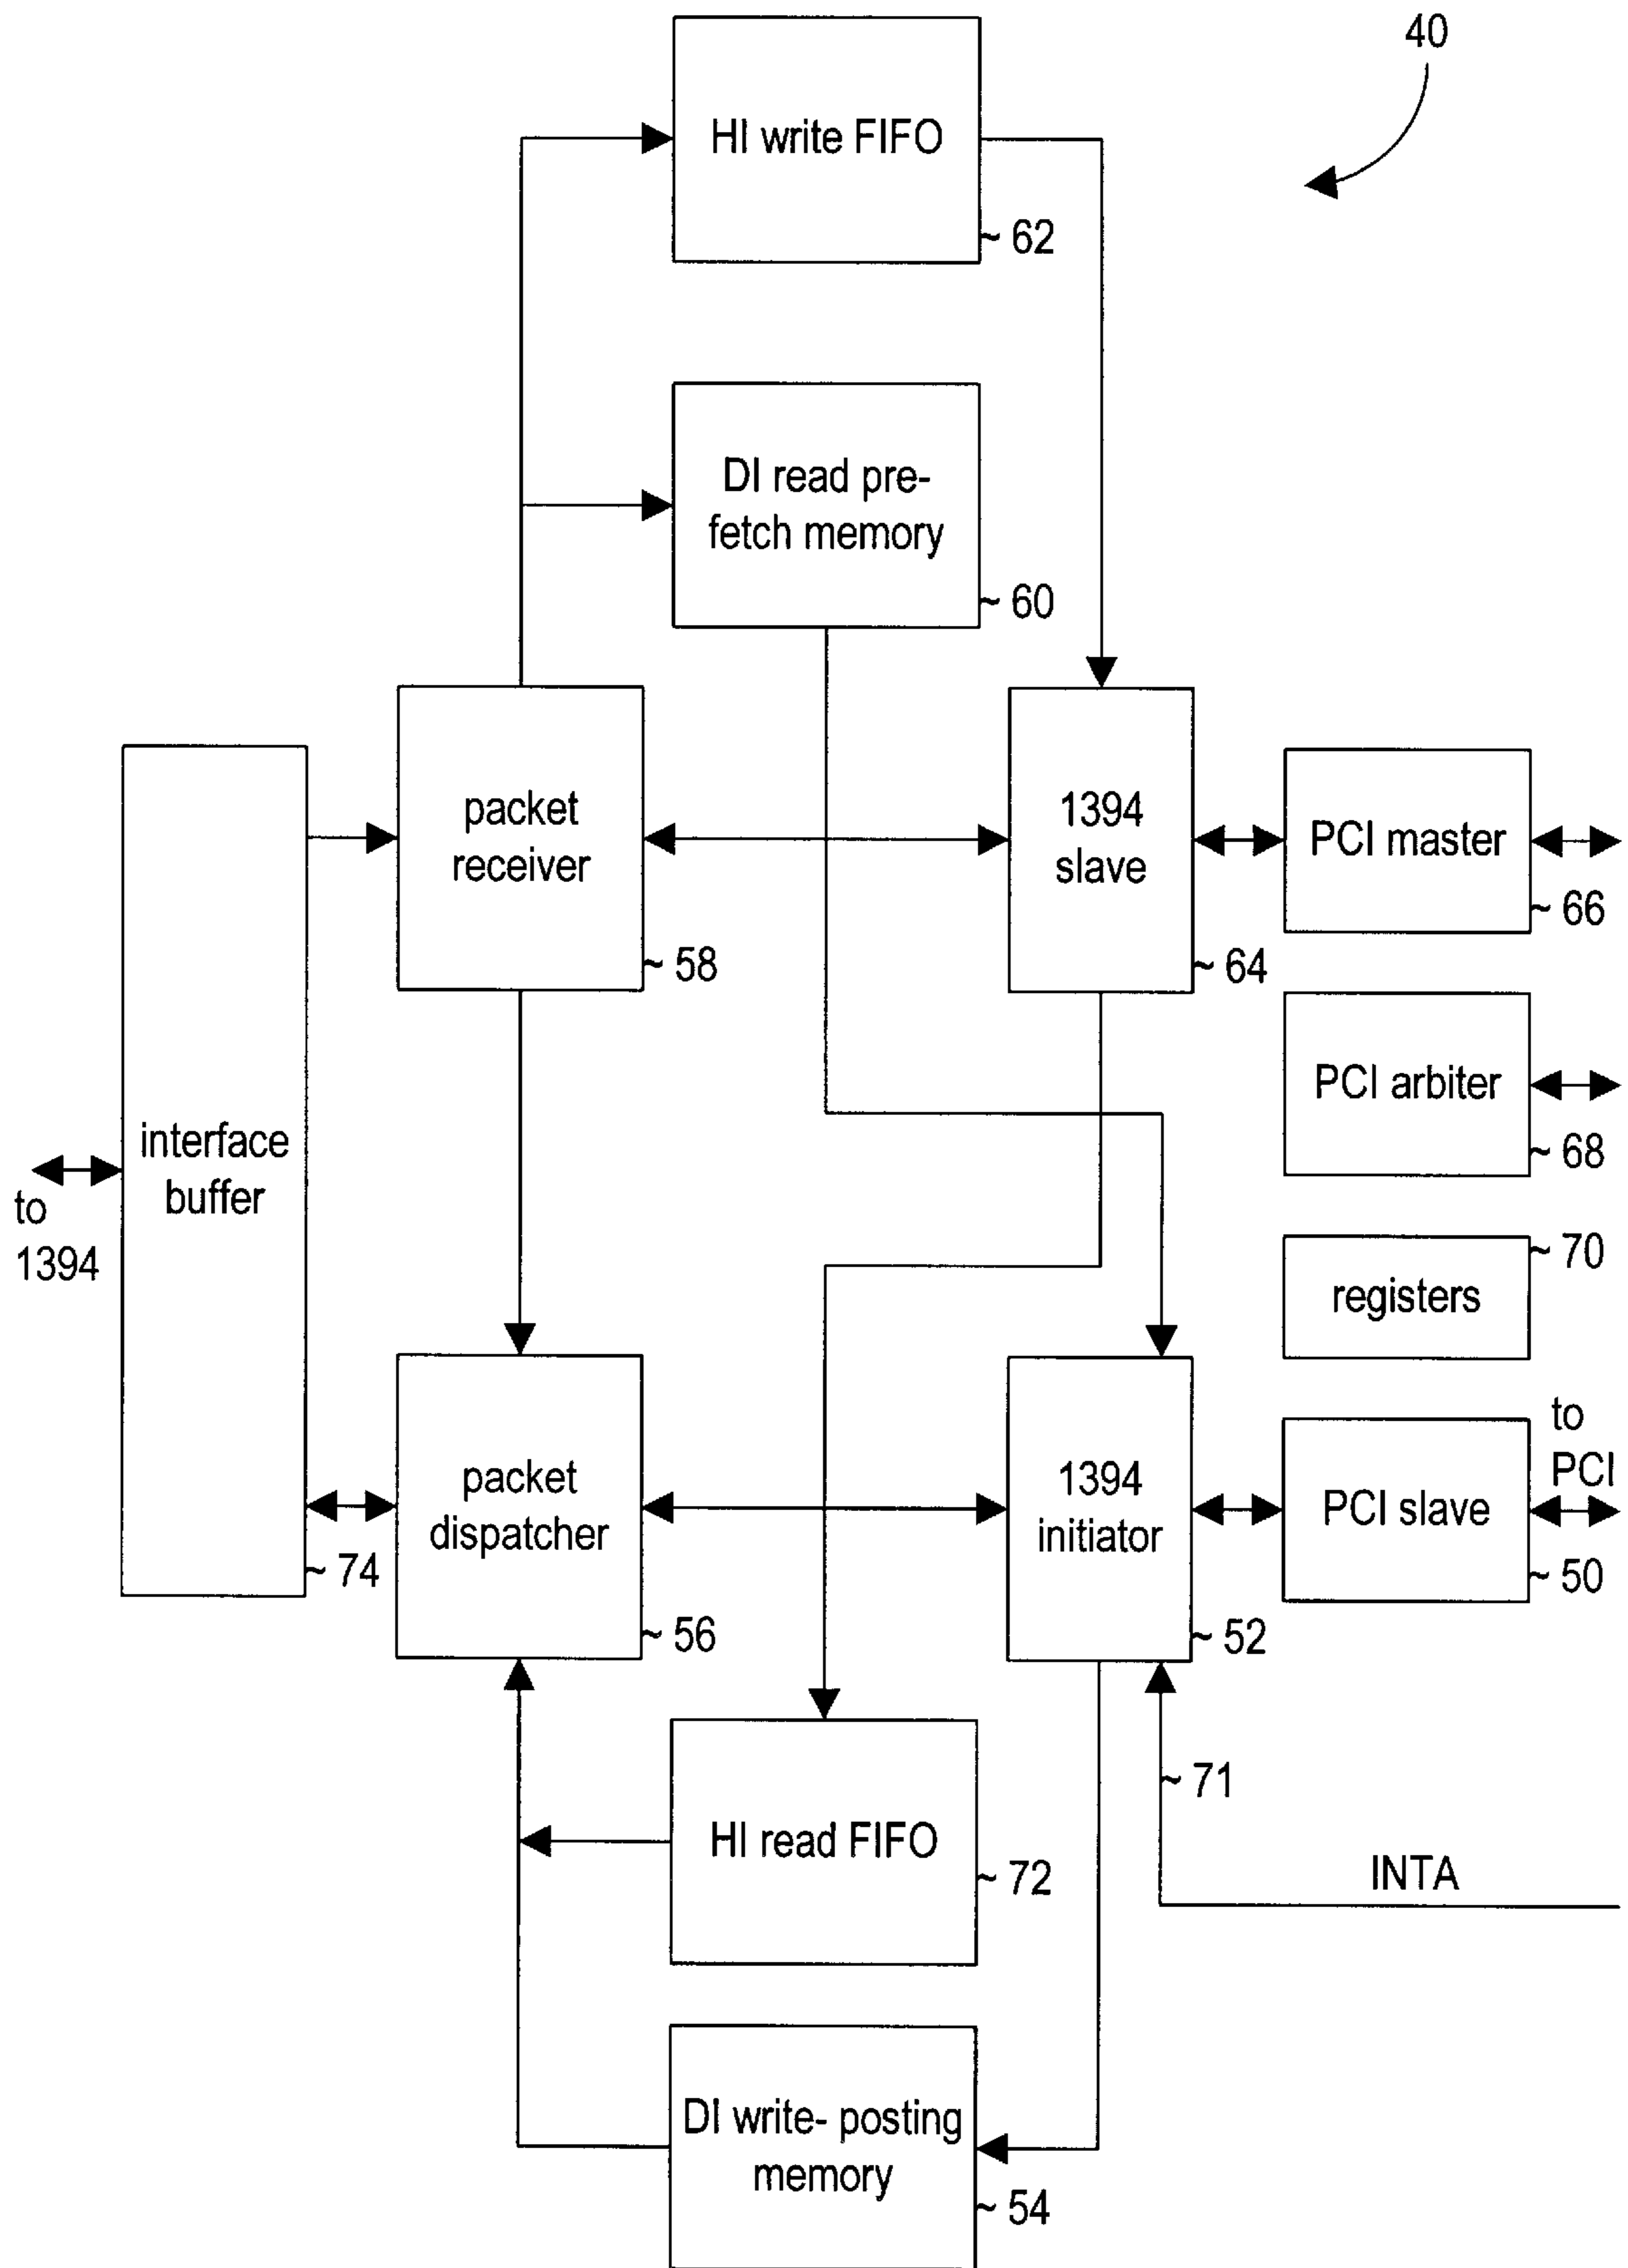 40
HI write FIFO
~ 62
DI read pre-
fetch memory
~ 60
packet
receiver
~ 58
1394
slave
~ 64
PCI master
~ 66
PCI arbiter
~ 68
interface
buffer
~ 74
to
1394
registers
~ 70
packet
dispatcher
~ 56
1394
initiator
~ 52
PCI slave
~ 50
to
PCI
HI read FIFO
~ 72
~ 71
INTA
DI write- posting
memory
~ 54